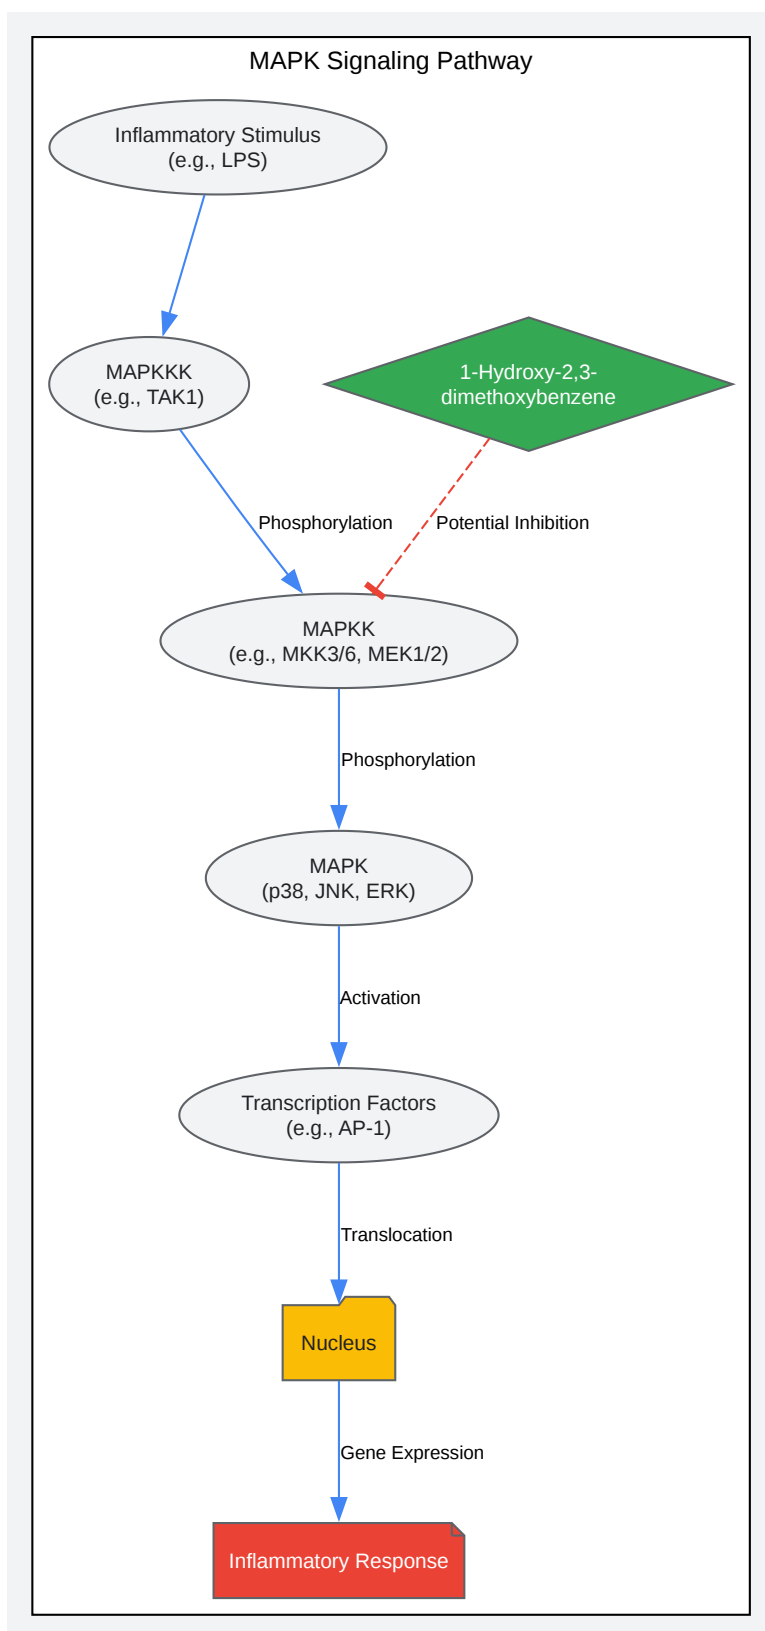 MAPK Signaling Pathway
Inflammatory Stimulus
(e.g., LPS)
MAPKKK
(e.g., TAK1)
1-Hydroxy-2,3-
dimethoxybenzene
Phosphorylation
Potential Inhibition
MAPKK
(e.g., MKK3/6, MEK1/2)
Phosphorylation
MAPK
(p38, JNK, ERK)
Activation
Transcription Factors
(e.g., AP-1)
Translocation
Nucleus
Gene Expression
Inflammatory Response